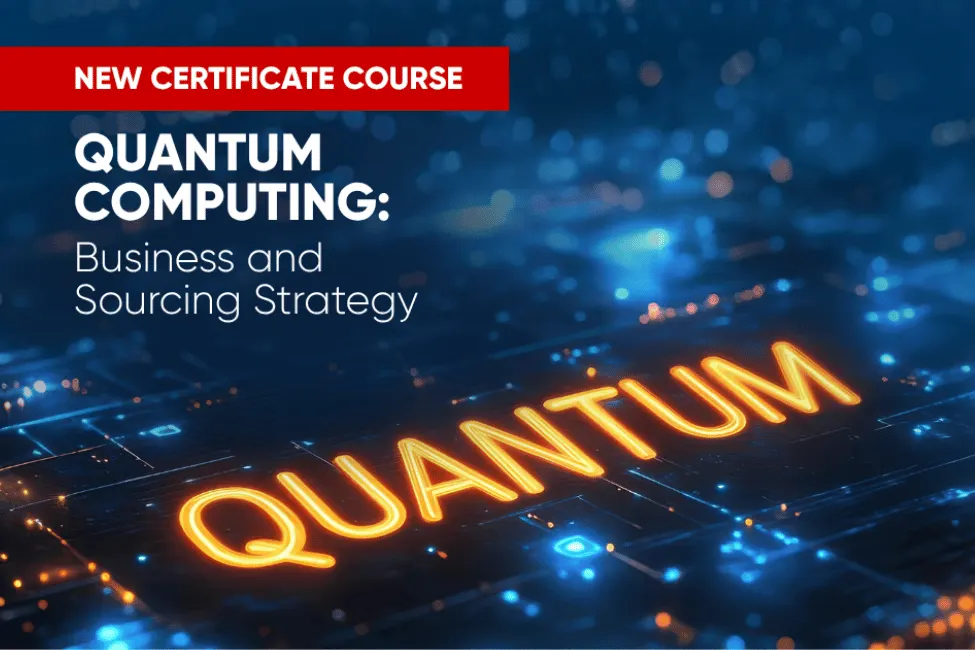 NEW CERTIFICATE COURSE
QUANTUM
COMPUTING:
Business and
Sourcing Strategy
QUANTUM